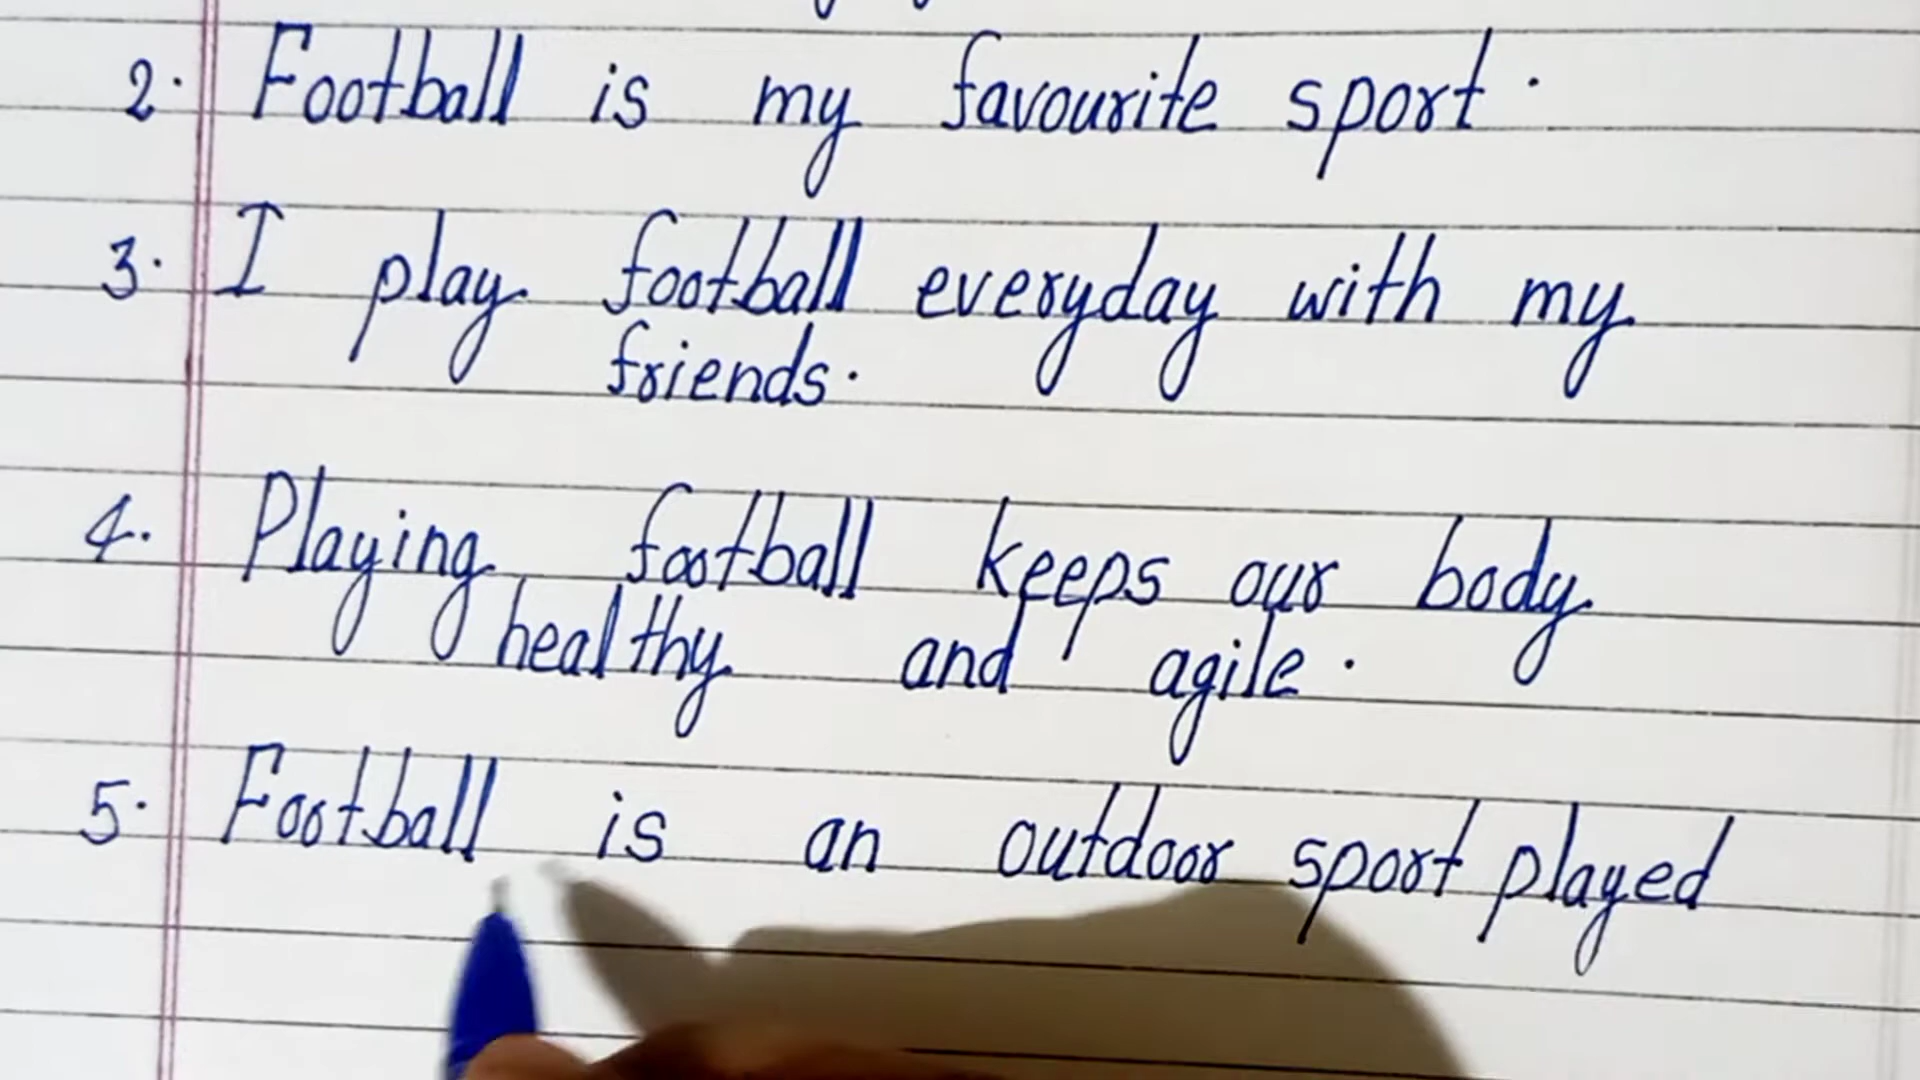 2. Football is my favourite sport.
3. I play football everyday with my
friends.
4. Playing football keeps our body
healthy and agile.
5. Football is an outdoor sport played